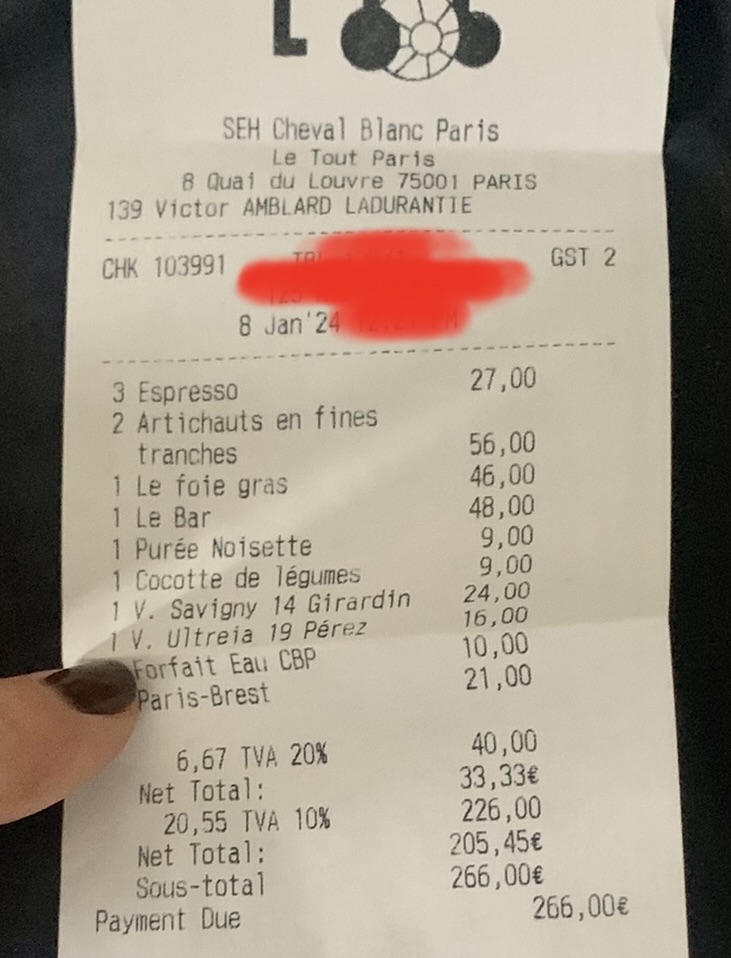 SEH Cheval Blanc Paris
Le Tout Paris
8 Quai du Louvre 75001 PARIS
139 Victor AMBLARD LADURANTIE
CHK 103991 GST 2
8 Jan'24
3 Espresso 27,00
2 Artichauts en fines
tranches 56,00
1 Le foie gras 46,00
1 Le Bar 48,00
1 Purée Noisette 9,00
1 Cocotte de légumes 9,00
1 V. Savigny 14 Girardin 24,00
1 V. Ultreia 19 Pérez 16,00
Forfait Eau CBP 10,00
Paris-Brest 21,00
6,67 TVA 20% 40,00
Net Total: 33,33€
20,55 TVA 10% 226,00
Net Total: 205,45€
Sous-total 266,00€
Payment Due 266,00€